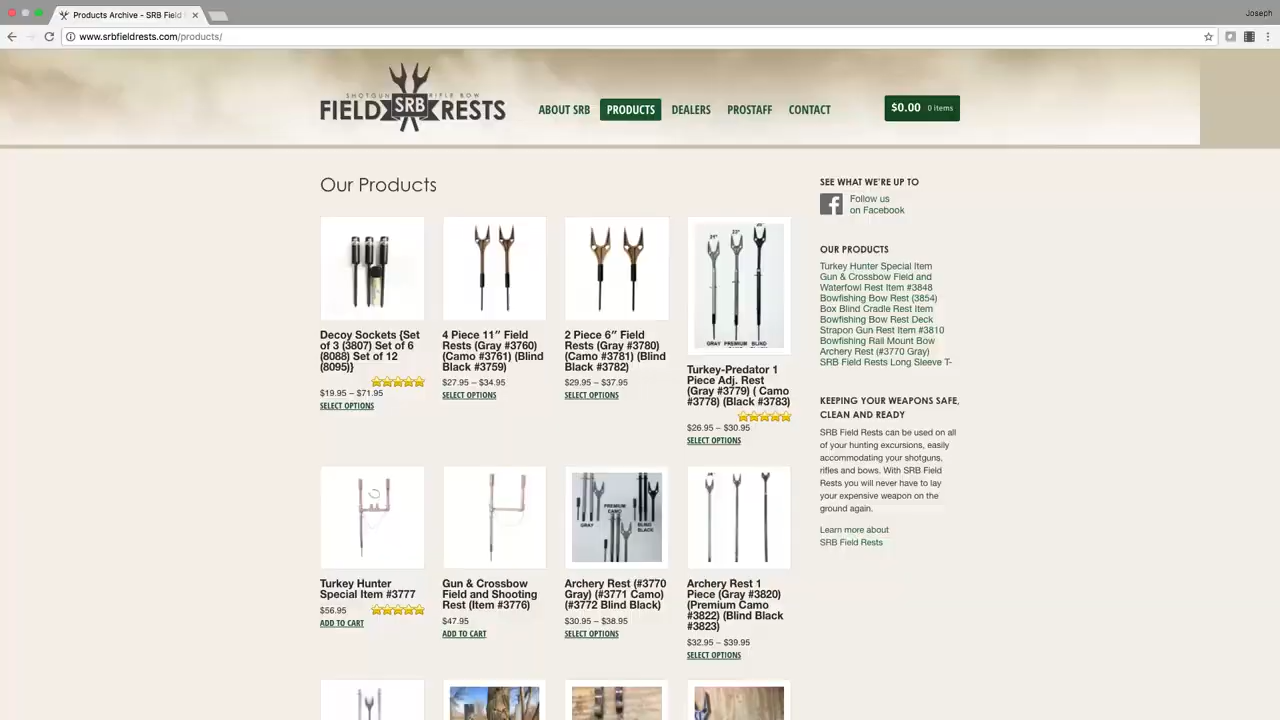 Products Archive - SRB Field
Joseph
www.srbfieldrests.com/products/
SHOTGUN RIFLE BOW
FIELD SRB RESTS
ABOUT SRB
PRODUCTS
DEALERS
PROSTAFF
CONTACT
$0.00 0 items
Our Products
Decoy Sockets {Set
of 3 (3807) Set of 6
(8088) Set of 12
(8095)}
$19.95 – $71.95
SELECT OPTIONS
4 Piece 11″ Field
Rests (Gray #3760)
(Camo #3761) (Blind
Black #3759)
$27.95 – $34.95
SELECT OPTIONS
2 Piece 6″ Field
Rests (Gray #3780)
(Camo #3781) (Blind
Black #3782)
$29.95 – $37.95
SELECT OPTIONS
GRAY PREMIUM BLIND
Turkey-Predator 1
Piece Adj. Rest
(Gray #3779) ( Camo
#3778) (Black #3783)
$26.95 – $30.95
SELECT OPTIONS
Turkey Hunter
Special Item #3777
$56.95
ADD TO CART
Gun & Crossbow
Field and Shooting
Rest (Item #3776)
$47.95
ADD TO CART
GRAY
PREMIUM
CAMO
BLIND
BLACK
Archery Rest (#3770
Gray) (#3771 Camo)
(#3772 Blind Black)
$30.95 – $38.95
SELECT OPTIONS
Archery Rest 1
Piece (Gray #3820)
(Premium Camo
#3822) (Blind Black
#3823)
$32.95 – $39.95
SELECT OPTIONS
SEE WHAT WE'RE UP TO
Follow us
on Facebook
OUR PRODUCTS
Turkey Hunter Special Item
Gun & Crossbow Field and
Waterfowl Rest Item #3848
Bowfishing Bow Rest (3854)
Box Blind Cradle Rest Item
Bowfishing Bow Rest Deck
Strapon Gun Rest Item #3810
Bowfishing Rail Mount Bow
Archery Rest (#3770 Gray)
SRB Field Rests Long Sleeve T-
KEEPING YOUR WEAPONS SAFE,
CLEAN AND READY
SRB Field Rests can be used on all
of your hunting excursions, easily
accommodating your shotguns,
rifles and bows. With SRB Field
Rests you will never have to lay
your expensive weapon on the
ground again.
Learn more about
SRB Field Rests